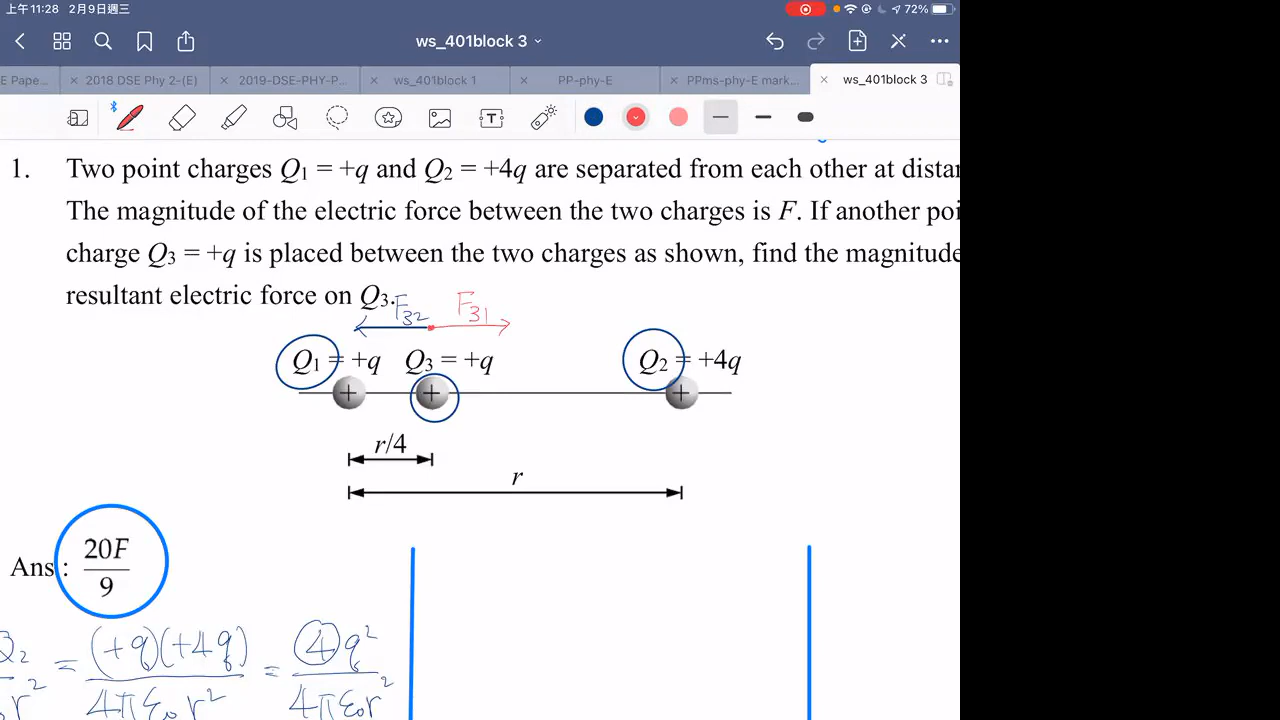 上午11:28 2月9日週三
72%
ws_401block 3
E Pape... 2018 DSE Phy 2-(E) 2019-DSE-PHY-P... ws_401block 1 PP-phy-E PPms-phy-E mark... ws_401block 3
1. Two point charges Q₁ = +q and Q₂ = +4q are separated from each other at distan
The magnitude of the electric force between the two charges is F. If another poi
charge Q₃ = +q is placed between the two charges as shown, find the magnitude
resultant electric force on Q₃.
F₃₂ F₃₁
Q₁ = +q Q₃ = +q Q₂ = +4q
+ + +
r/4
r
Ans: 20F/9
Q₂/r² = (+q)(+4q)/4πε₀r² = 4q²/4πε₀r²